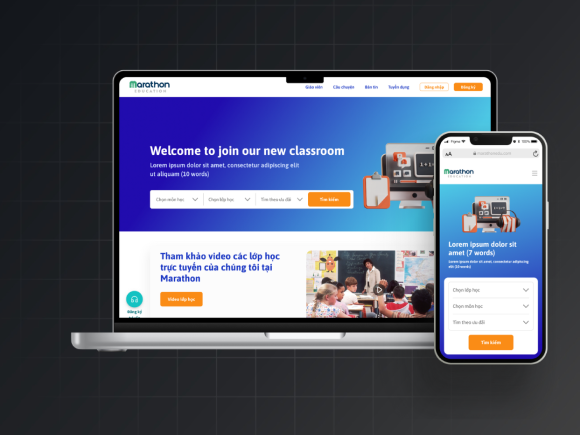 Marathon
EDUCATION
Giáo viên
Câu chuyện
Bản tin
Tuyển dụng
Đăng nhập
Đăng ký
Welcome to join our new classroom
Lorem ipsum dolor sit amet, consectetur adipiscing elit
ut aliquam (10 words)
Chọn môn học
Chọn lớp học
Tìm theo ưu đãi
Tìm kiếm
Tham khảo video các lớp học
trực tuyến của chúng tôi tại
Marathon
Video lớp học
Đăng ký
Figma
AA
Marathon
EDUCATION
Lorem ipsum dolor sit
amet (7 words)
Lorem ipsum dolor sit amet, consectetur adipiscing
elit (10 words)
Chọn lớp học
Chọn môn học
Tìm theo ưu đãi
Tìm kiếm